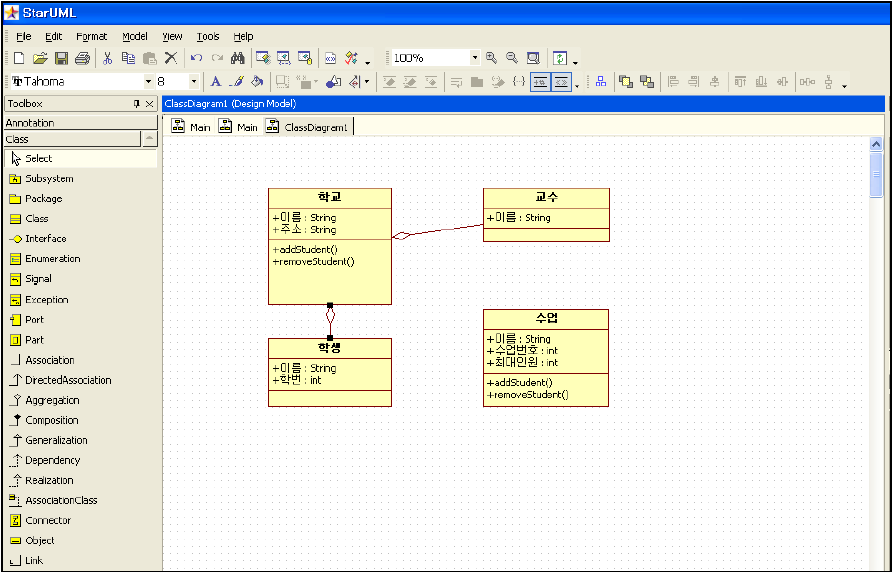 StarUML
File Edit Format Model View Tools Help
100%
Tahoma 8
Toolbox
ClassDiagram1 (Design Model)
Annotation
Class
Main Main ClassDiagram1
Select
Subsystem
Package
Class
Interface
Enumeration
Signal
Exception
Port
Part
Association
DirectedAssociation
Aggregation
Composition
Generalization
Dependency
Realization
AssociationClass
Connector
Object
Link
학교
+이름 : String
+주소 : String
+addStudent()
+removeStudent()
교수
+이름 : String
학생
+이름 : String
+학번 : int
수업
+이름 : String
+수업번호 : int
+최대인원 : int
+addStudent()
+removeStudent()